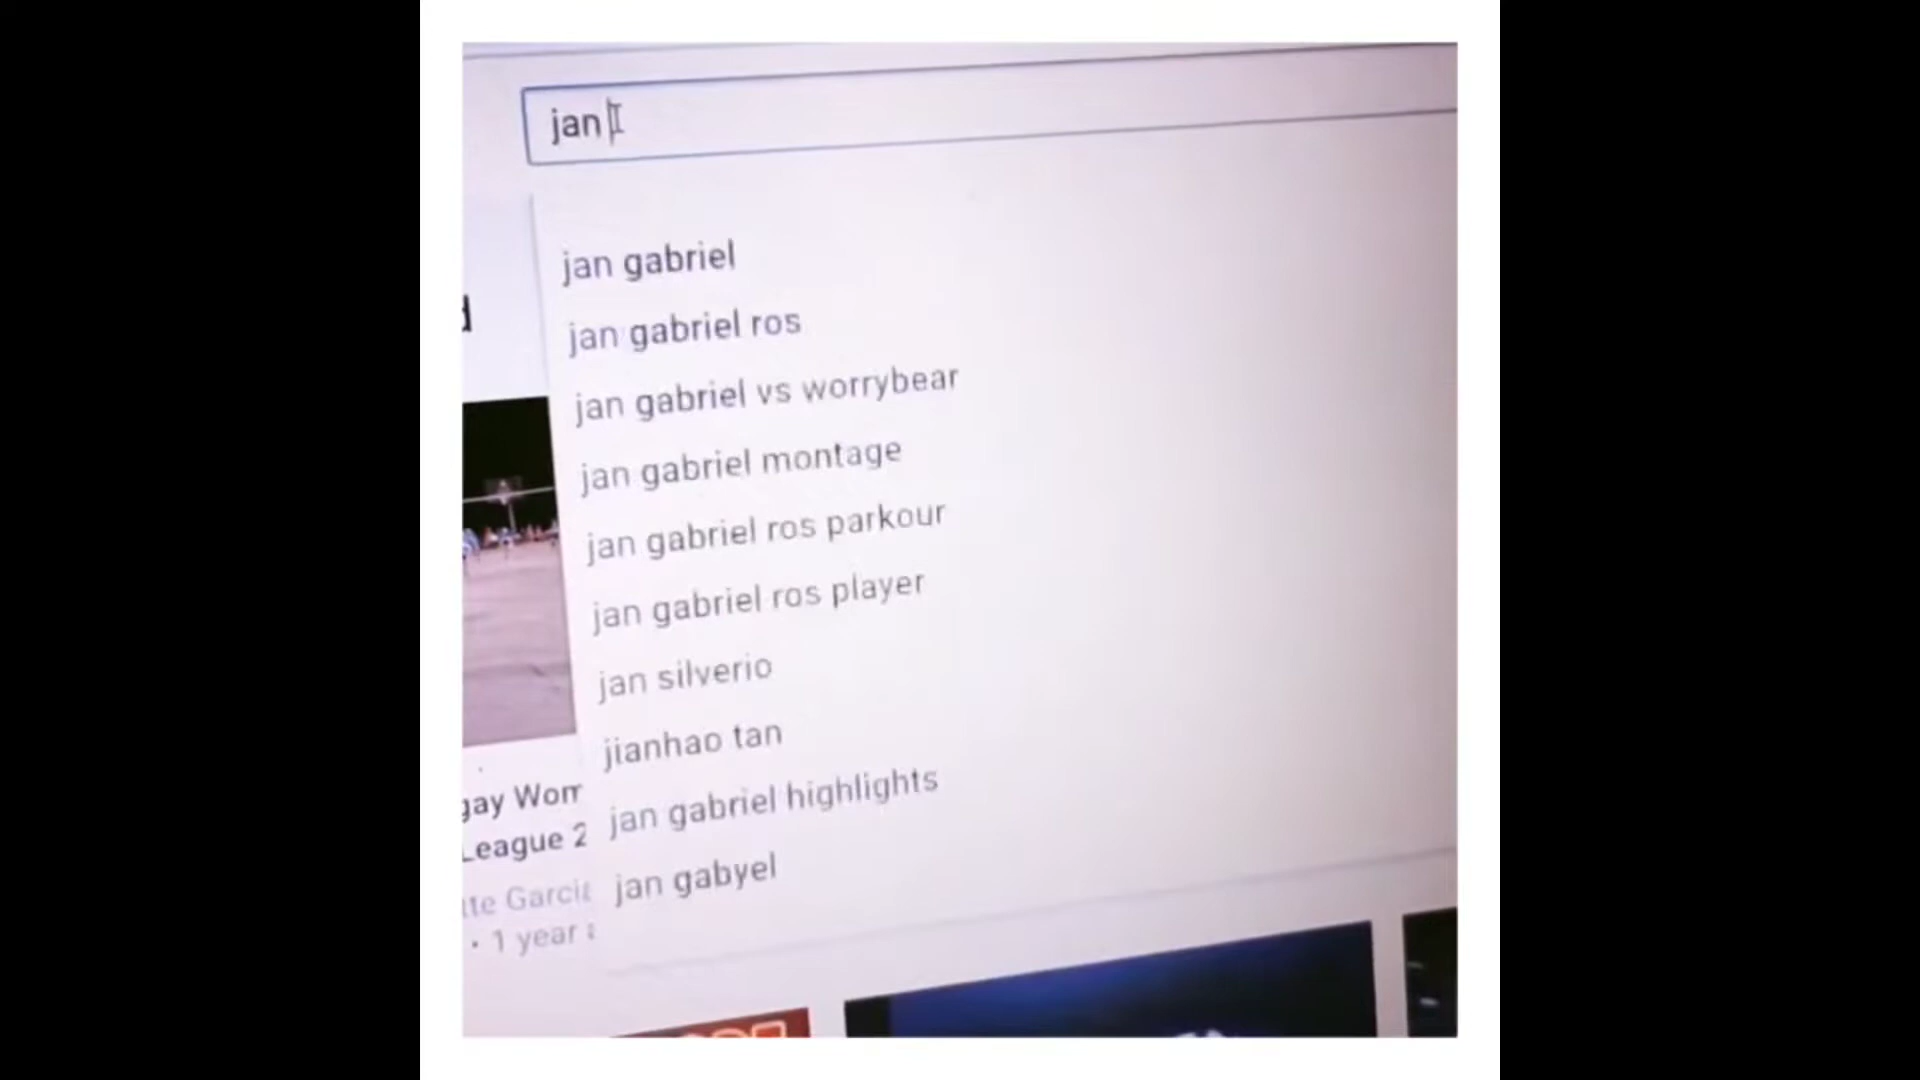 jan
jan gabriel
jan gabriel ros
jan gabriel vs worrybear
jan gabriel montage
jan gabriel ros parkour
jan gabriel ros player
jan silverio
jianhao tan
jan gabriel highlights
jan gabyel
League 2
Garcia
• 1 year